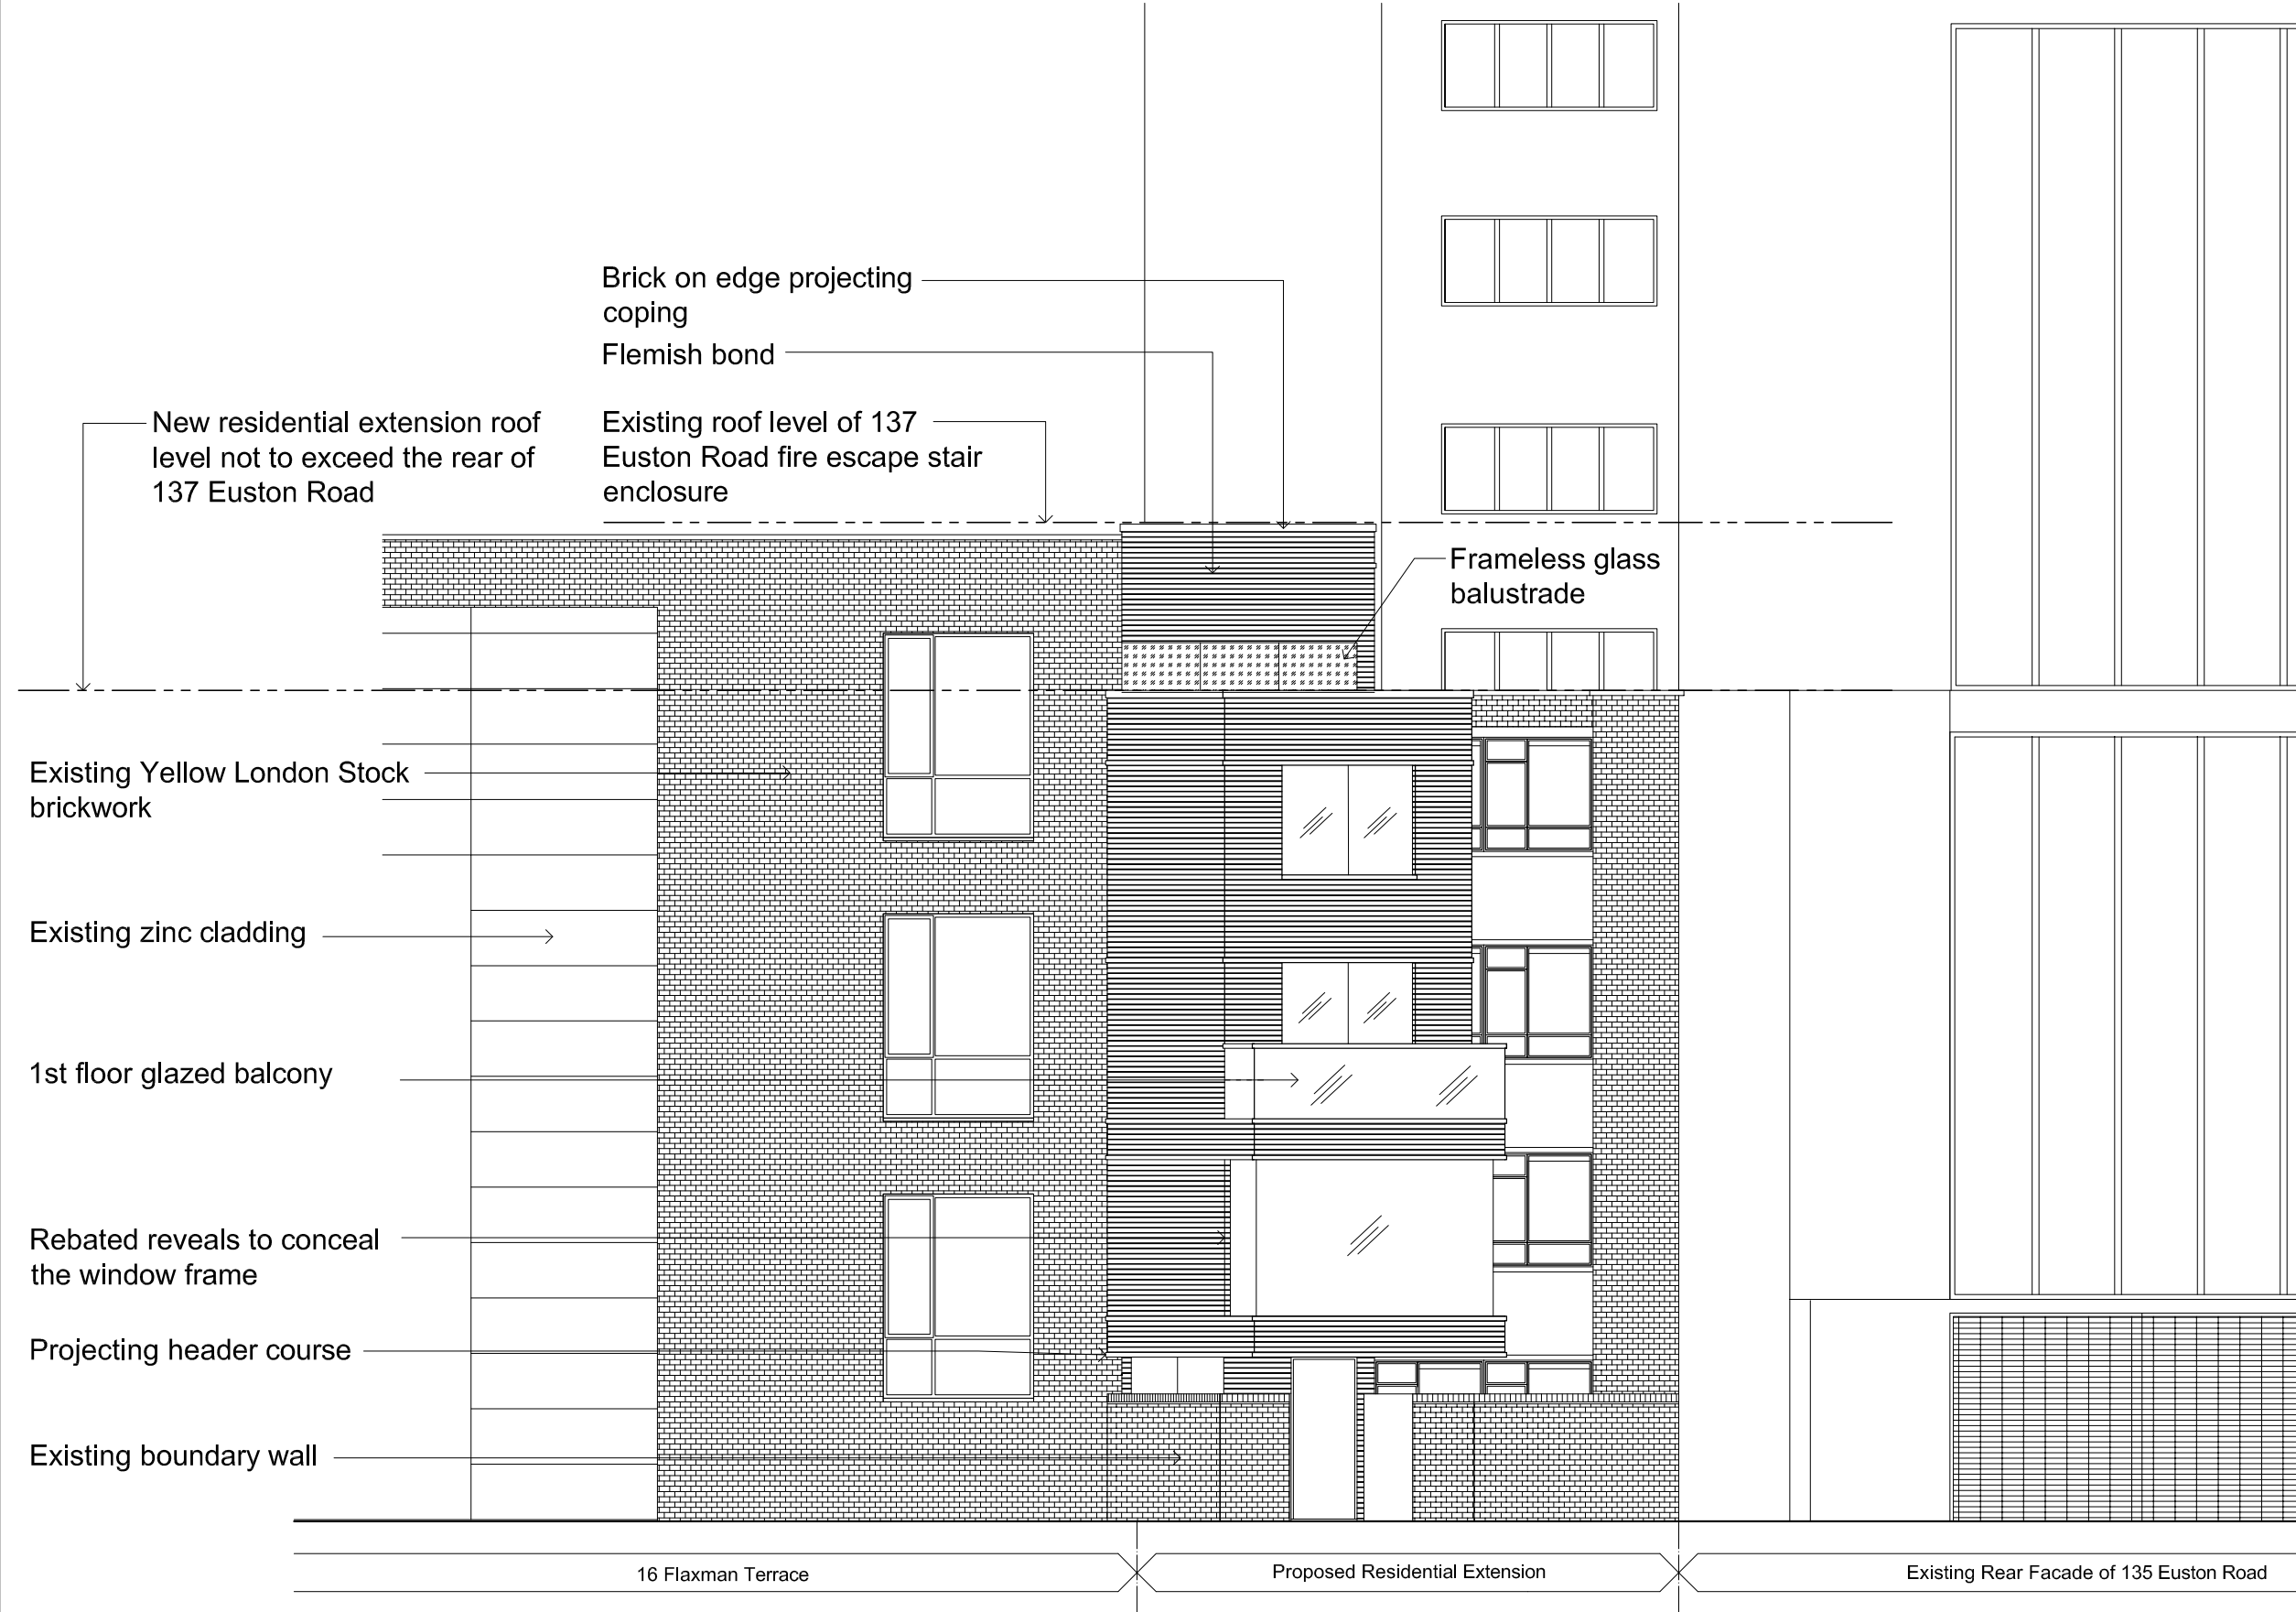 Brick on edge projecting
coping
Flemish bond
New residential extension roof
level not to exceed the rear of
137 Euston Road
Existing roof level of 137
Euston Road fire escape stair
enclosure
Frameless glass
balustrade
Existing Yellow London Stock
brickwork
Existing zinc cladding
1st floor glazed balcony
Rebated reveals to conceal
the window frame
Projecting header course
Existing boundary wall
16 Flaxman Terrace
Proposed Residential Extension
Existing Rear Facade of 135 Euston Road